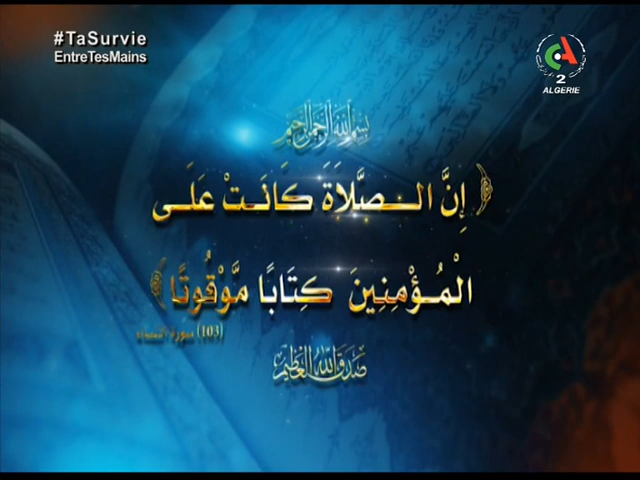 #TaSurvie
EntreTesMains
2
ALGERIE
بسم الله الرحمن الرحيم
﴿ إِنَّ الصَّلَاةَ كَانَتْ عَلَى
الْمُؤْمِنِينَ كِتَابًا مَّوْقُوتًا ﴾
(103) سورة النساء
صدق الله العظيم